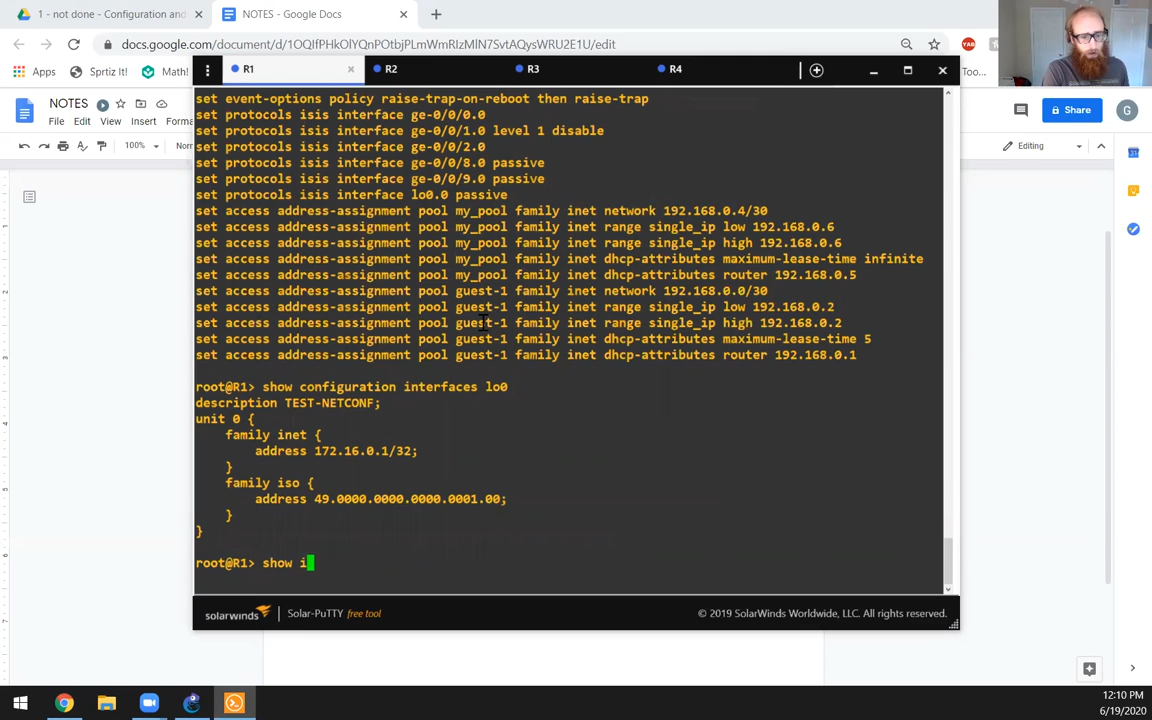 1 - not done - Configuration and
NOTES - Google Docs
docs.google.com/document/d/1OQIfPHkOlYQnPOtbjPLmWmRIzMlN7SvtAQysWRU2E1U/edit
YAB
Apps
Sprtiz It!
Math!
Too...
R1
R2
R3
R4
NOTES
File Edit View Insert Forma
Share
G
100%
Nor
Editing
set event-options policy raise-trap-on-reboot then raise-trap
set protocols isis interface ge-0/0/0.0
set protocols isis interface ge-0/0/1.0 level 1 disable
set protocols isis interface ge-0/0/2.0
set protocols isis interface ge-0/0/8.0 passive
set protocols isis interface ge-0/0/9.0 passive
set protocols isis interface lo0.0 passive
set access address-assignment pool my_pool family inet network 192.168.0.4/30
set access address-assignment pool my_pool family inet range single_ip low 192.168.0.6
set access address-assignment pool my_pool family inet range single_ip high 192.168.0.6
set access address-assignment pool my_pool family inet dhcp-attributes maximum-lease-time infinite
set access address-assignment pool my_pool family inet dhcp-attributes router 192.168.0.5
set access address-assignment pool guest-1 family inet network 192.168.0.0/30
set access address-assignment pool guest-1 family inet range single_ip low 192.168.0.2
set access address-assignment pool guest-1 family inet range single_ip high 192.168.0.2
set access address-assignment pool guest-1 family inet dhcp-attributes maximum-lease-time 5
set access address-assignment pool guest-1 family inet dhcp-attributes router 192.168.0.1
root@R1> show configuration interfaces lo0
description TEST-NETCONF;
unit 0 {
family inet {
address 172.16.0.1/32;
}
family iso {
address 49.0000.0000.0000.0001.00;
}
}
root@R1> show i
solarwinds
Solar-PuTTY free tool
© 2019 SolarWinds Worldwide, LLC. All rights reserved.
12:10 PM
6/19/2020